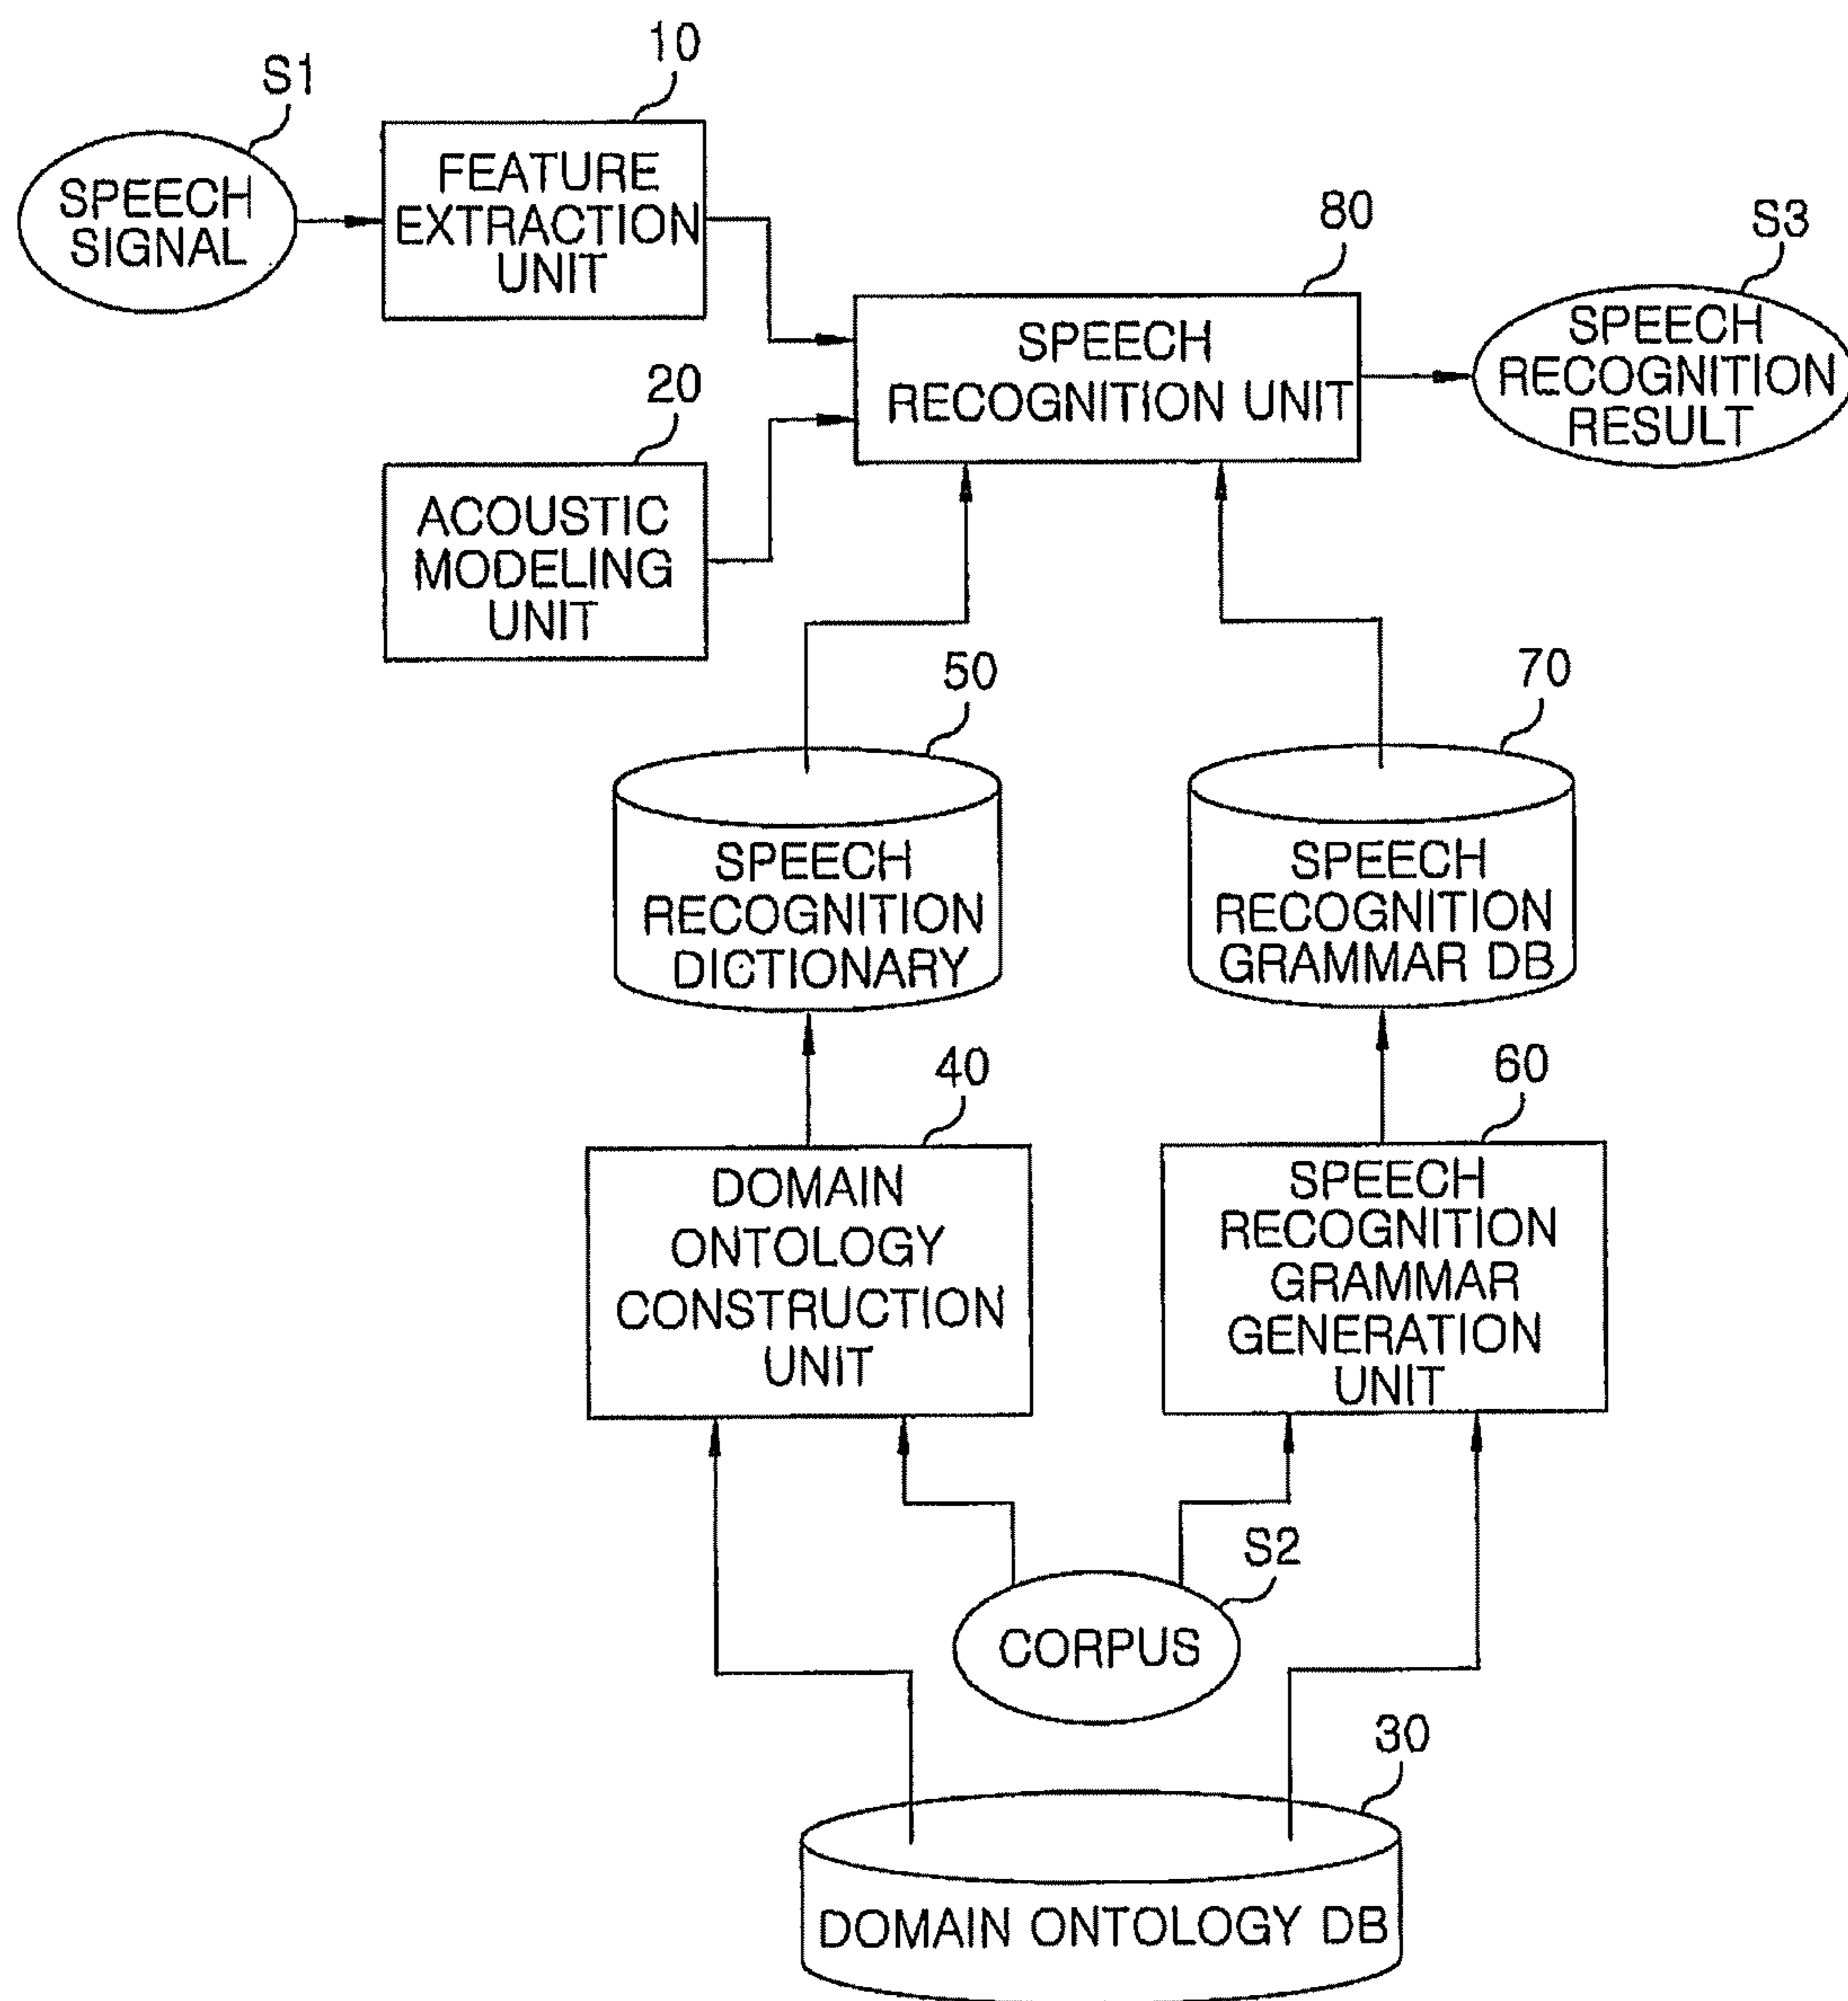 10
S1
FEATURE
EXTRACTION
UNIT
SPEECH
SIGNAL
80
S3
SPEECH
RECOGNITION UNIT
SPEECH
RECOGNITION
RESULT
20
ACOUSTIC
MODELING
UNIT
50
70
SPEECH
RECOGNITION
DICTIONARY
SPEECH
RECOGNITION
GRAMMAR DB
40
60
DOMAIN
ONTOLOGY
CONSTRUCTION
UNIT
SPEECH
RECOGNITION
GRAMMAR
GENERATION
UNIT
S2
CORPUS
30
DOMAIN ONTOLOGY DB